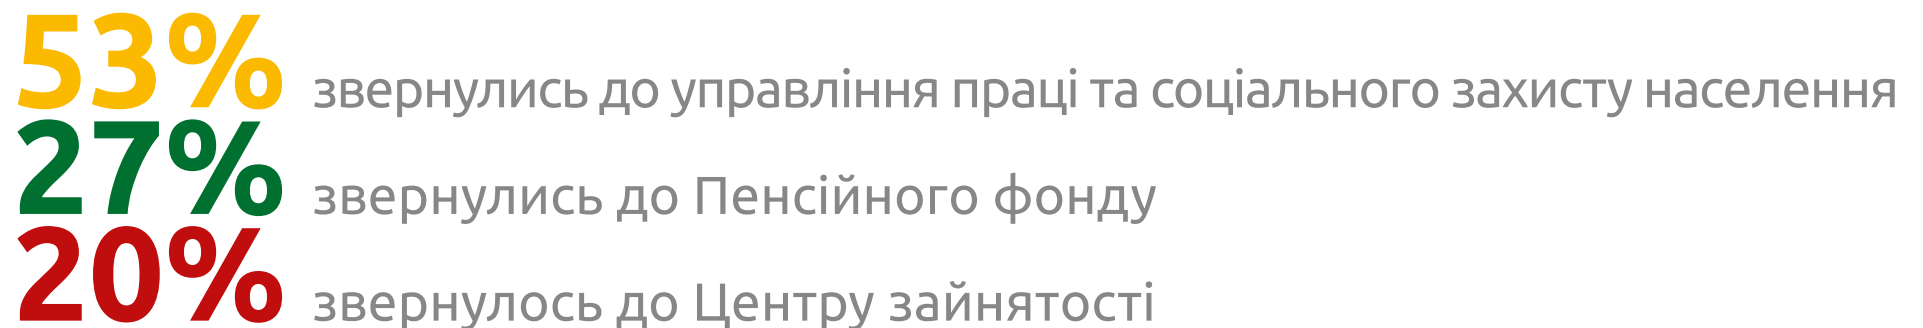 53% звернулись до управління праці та соціального захисту населення
27% звернулись до Пенсійного фонду
20% звернулось до Центру зайнятості